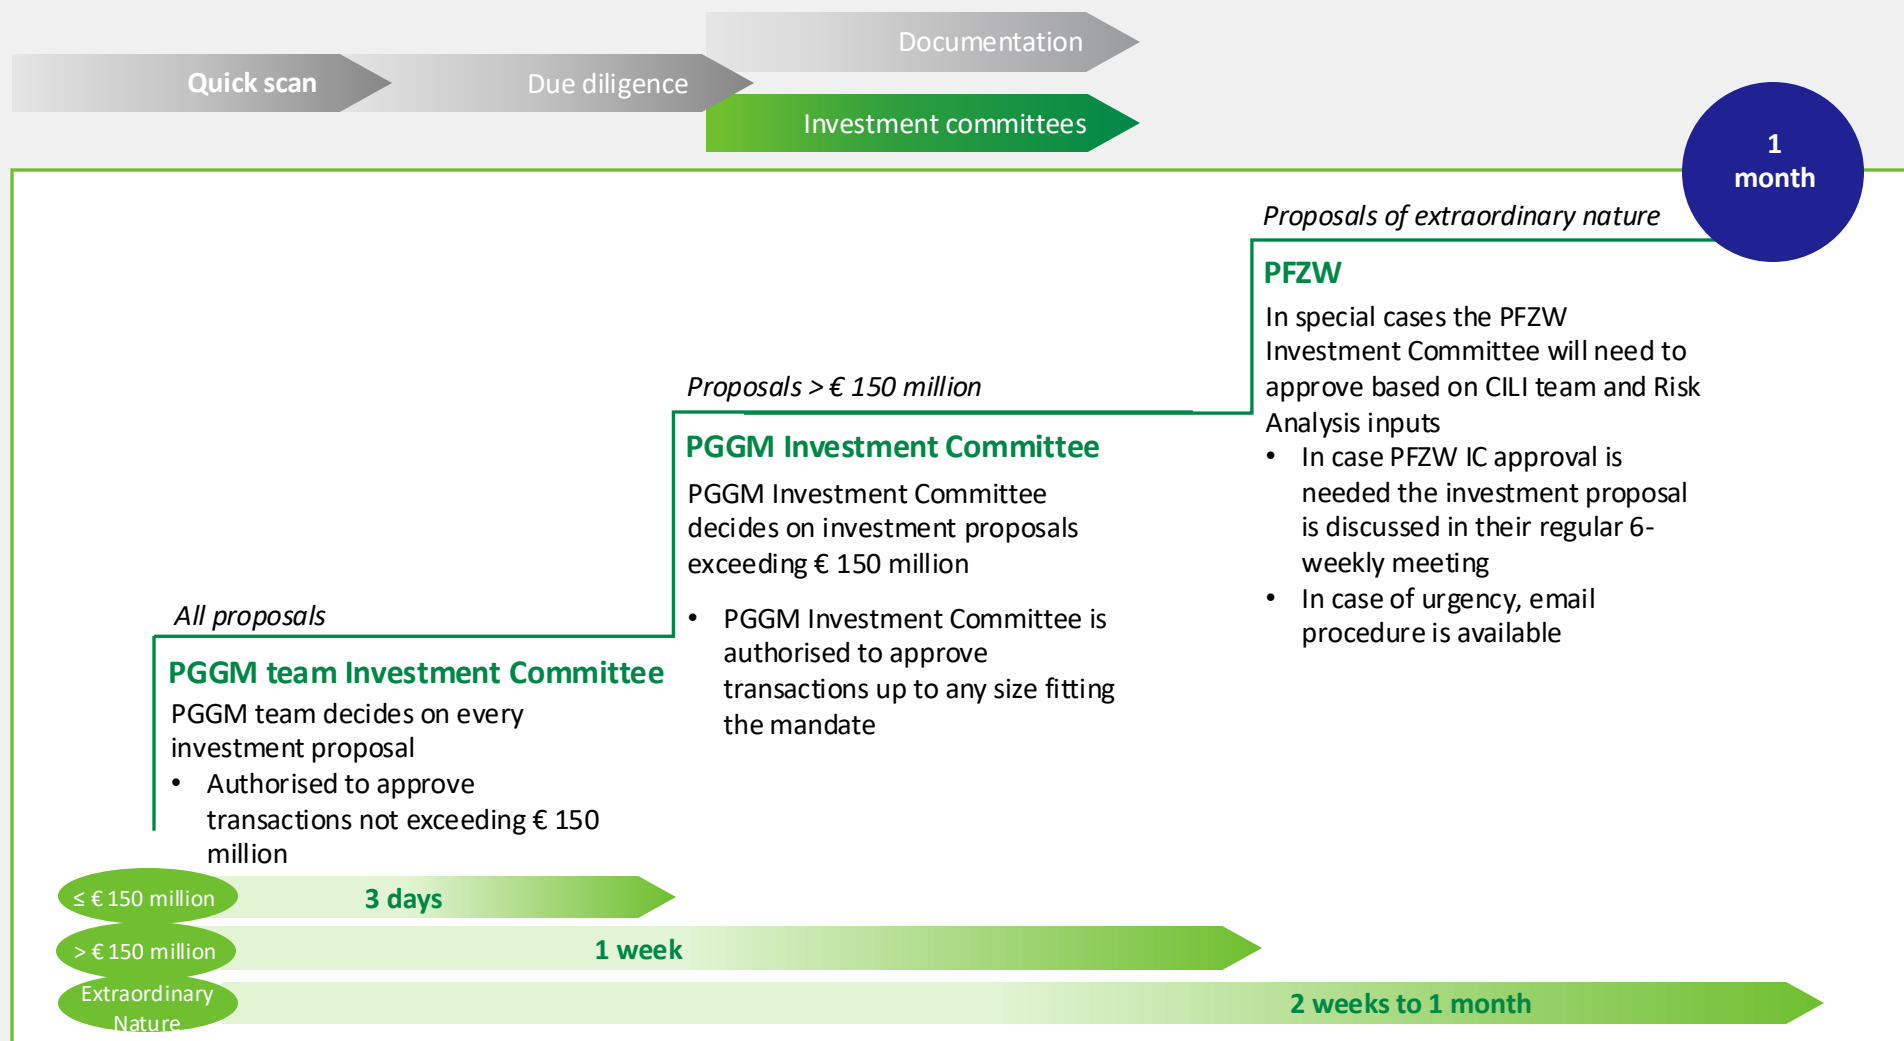 Documentation
Quick scan
Due diligence
Investment committees
1
month
Proposals of extraordinary nature
PFZW
In special cases the PFZW
Investment Committee will need to
approve based on CILI team and Risk
Analysis inputs
• In case PFZW IC approval is
needed the investment proposal
is discussed in their regular 6-
weekly meeting
• In case of urgency, email
procedure is available
Proposals > € 150 million
PGGM Investment Committee
PGGM Investment Committee
decides on investment proposals
exceeding € 150 million
• PGGM Investment Committee is
authorised to approve
transactions up to any size fitting
the mandate
All proposals
PGGM team Investment Committee
PGGM team decides on every
investment proposal
• Authorised to approve
transactions not exceeding € 150
million
≤ € 150 million
3 days
> € 150 million
1 week
Extraordinary
Nature
2 weeks to 1 month